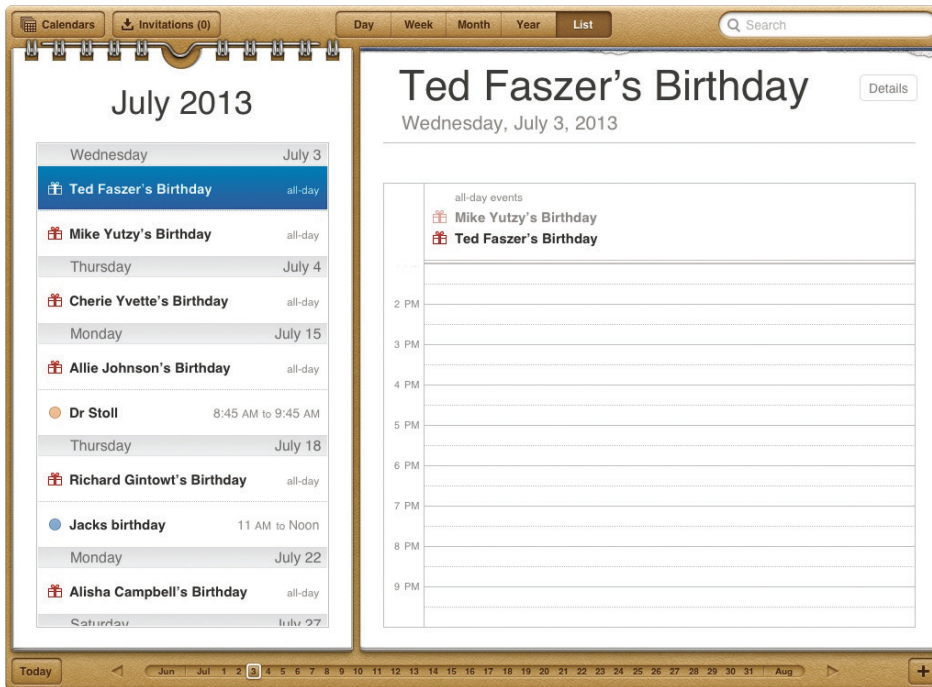 Calendars Invitations (0) Day Week Month Year List Search
July 2013
Wednesday July 3
Ted Faszer's Birthday all-day
Mike Yutzy's Birthday all-day
Thursday July 4
Cherie Yvette's Birthday all-day
Monday July 15
Allie Johnson's Birthday all-day
Dr Stoll 8:45 AM to 9:45 AM
Thursday July 18
Richard Gintowt's Birthday all-day
Jacks birthday 11 AM to Noon
Monday July 22
Alisha Campbell's Birthday all-day
Saturday July 27
Ted Faszer's Birthday Details
Wednesday, July 3, 2013
all-day events
Mike Yutzy's Birthday
Ted Faszer's Birthday
2 PM
3 PM
4 PM
5 PM
6 PM
7 PM
8 PM
9 PM
Today Jun Jul 1 2 3 4 5 6 7 8 9 10 11 12 13 14 15 16 17 18 19 20 21 22 23 24 25 26 27 28 29 30 31 Aug +